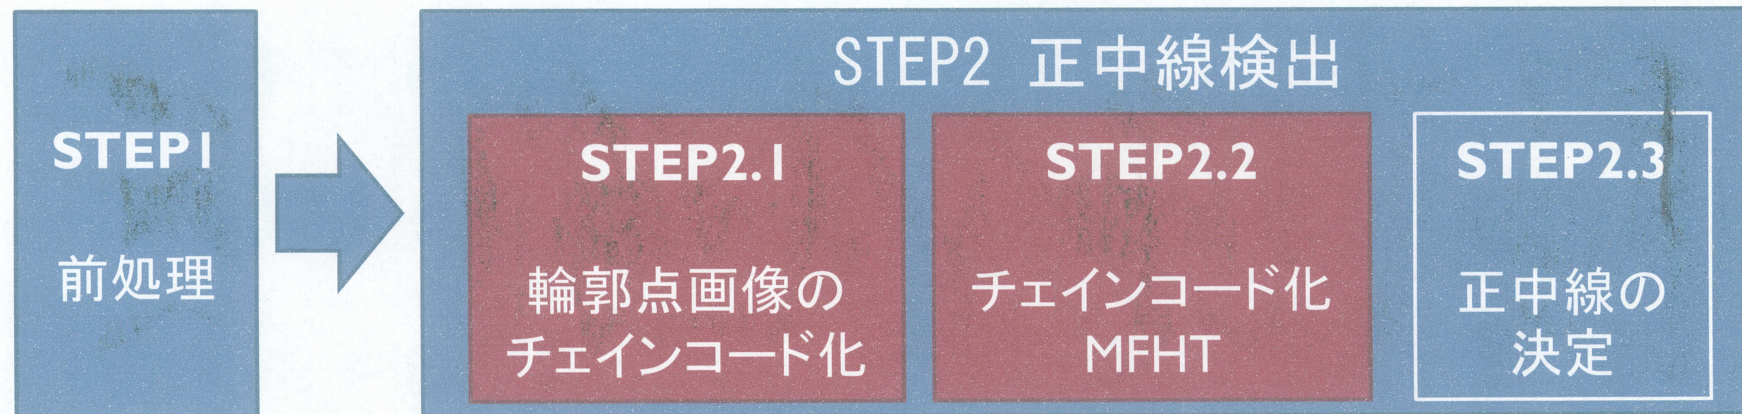 STEP1
前処理
STEP2 正中線検出
STEP2.1
輪郭点画像の
チェインコード化
STEP2.2
チェインコード化
MFHT
STEP2.3
正中線の
決定